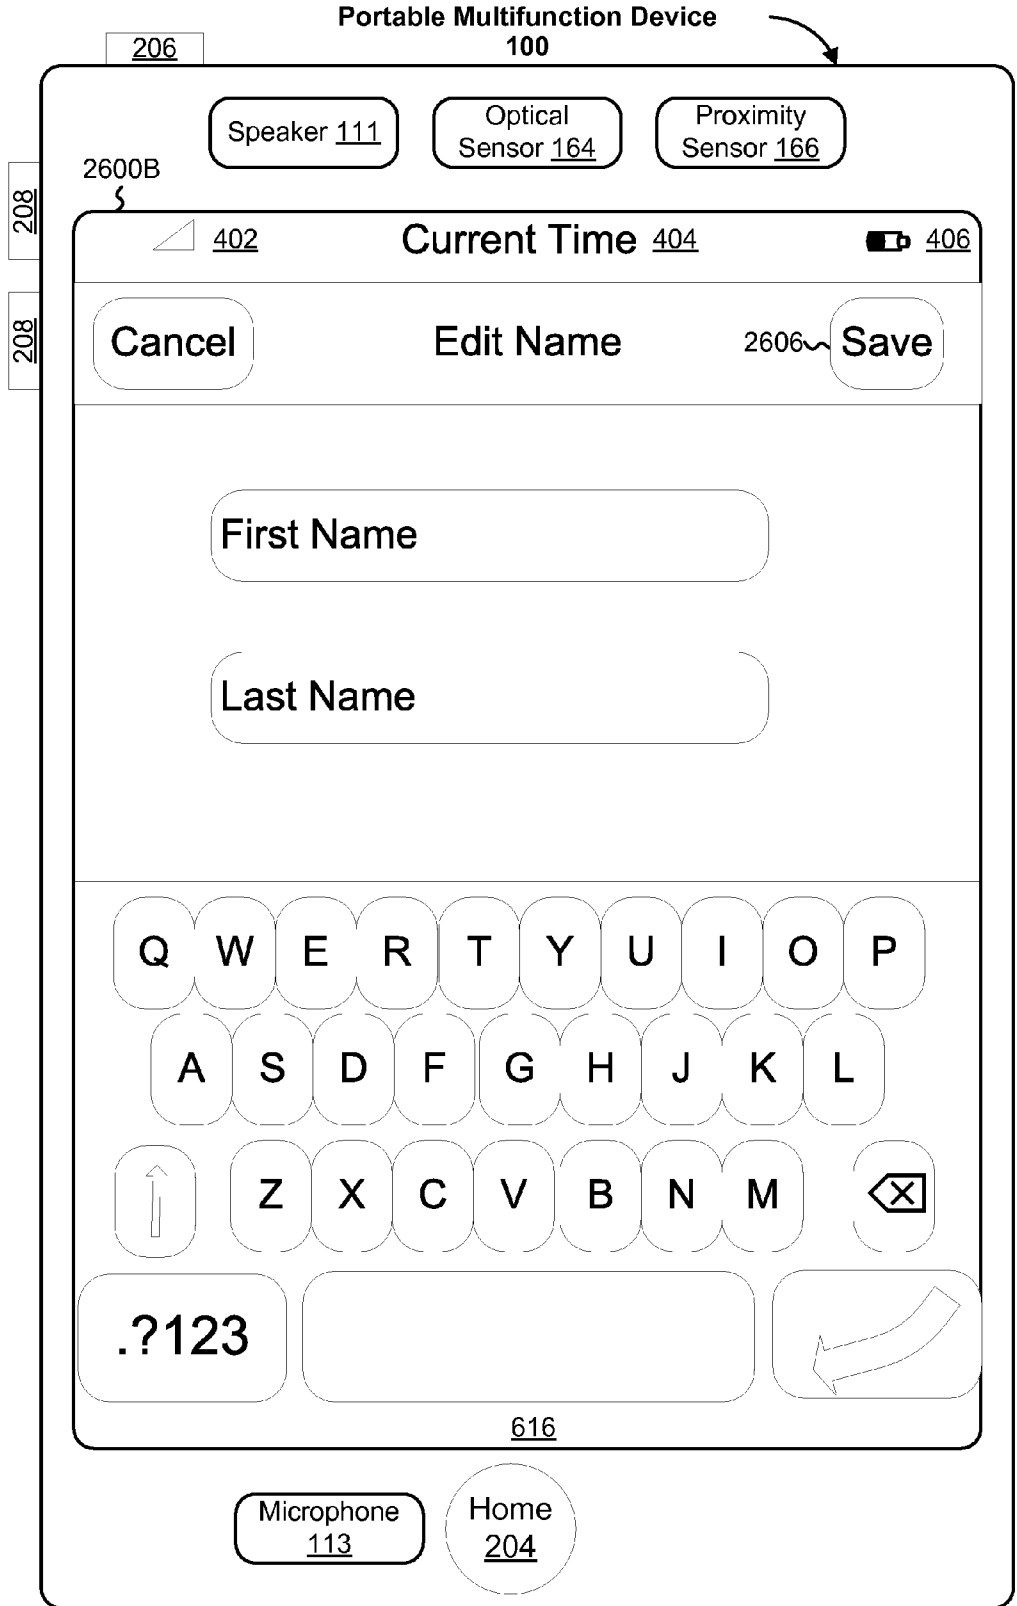 Portable Multifunction Device
100
206
Speaker 111
Optical
Sensor 164
Proximity
Sensor 166
2600B
208
402
Current Time 404
406
208
Cancel
Edit Name
2606
Save
First Name
Last Name
Q W E R T Y U I O P
A S D F G H J K L
Z X C V B N M
.?123
616
Microphone
113
Home
204